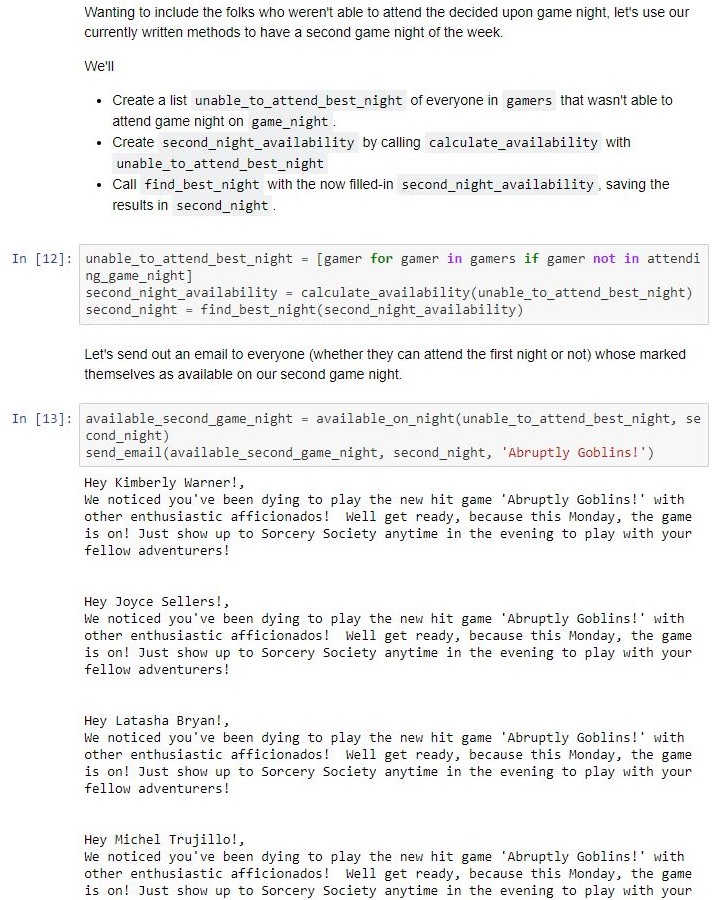 Wanting to include the folks who weren't able to attend the decided upon game night, let's use our
currently written methods to have a second game night of the week.
We'll
• Create a list unable_to_attend_best_night of everyone in gamers that wasn't able to
attend game night on game_night .
• Create second_night_availability by calling calculate_availability with
unable_to_attend_best_night
• Call find_best_night with the now filled-in second_night_availability , saving the
results in second_night .
In [12]: unable_to_attend_best_night = [gamer for gamer in gamers if gamer not in attendi
ng_game_night]
second_night_availability = calculate_availability(unable_to_attend_best_night)
second_night = find_best_night(second_night_availability)
Let's send out an email to everyone (whether they can attend the first night or not) whose marked
themselves as available on our second game night.
In [13]: available_second_game_night = available_on_night(unable_to_attend_best_night, se
cond_night)
send_email(available_second_game_night, second_night, 'Abruptly Goblins!')
Hey Kimberly Warner!,
We noticed you've been dying to play the new hit game 'Abruptly Goblins!' with
other enthusiastic afficionados!  Well get ready, because this Monday, the game
is on! Just show up to Sorcery Society anytime in the evening to play with your
fellow adventurers!
Hey Joyce Sellers!,
We noticed you've been dying to play the new hit game 'Abruptly Goblins!' with
other enthusiastic afficionados!  Well get ready, because this Monday, the game
is on! Just show up to Sorcery Society anytime in the evening to play with your
fellow adventurers!
Hey Latasha Bryan!,
We noticed you've been dying to play the new hit game 'Abruptly Goblins!' with
other enthusiastic afficionados!  Well get ready, because this Monday, the game
is on! Just show up to Sorcery Society anytime in the evening to play with your
fellow adventurers!
Hey Michel Trujillo!,
We noticed you've been dying to play the new hit game 'Abruptly Goblins!' with
other enthusiastic afficionados!  Well get ready, because this Monday, the game
is on! Just show up to Sorcery Society anytime in the evening to play with your